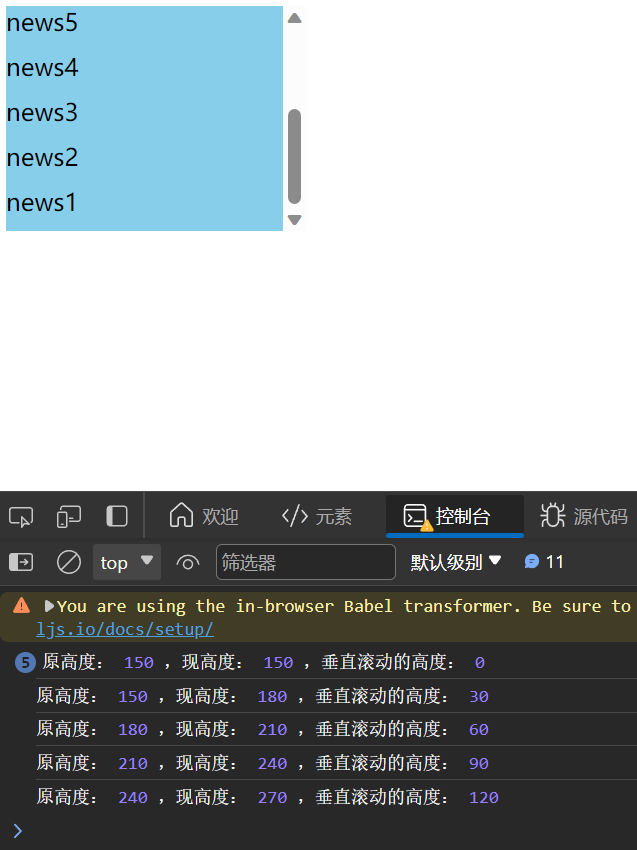 news5
news4
news3
news2
news1
欢迎
元素
控制台
源代码
top
筛选器
默认级别
11
You are using the in-browser Babel transformer. Be sure to
ljs.io/docs/setup/
5 原高度： 150 ，现高度： 150 ，垂直滚动的高度： 0
原高度： 150 ，现高度： 180 ，垂直滚动的高度： 30
原高度： 180 ，现高度： 210 ，垂直滚动的高度： 60
原高度： 210 ，现高度： 240 ，垂直滚动的高度： 90
原高度： 240 ，现高度： 270 ，垂直滚动的高度： 120